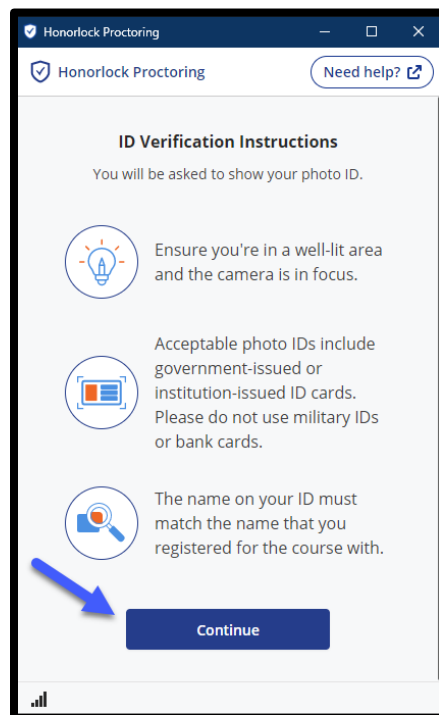 Honorlock Proctoring
Honorlock Proctoring
Need help?
ID Verification Instructions
You will be asked to show your photo ID.
Ensure you're in a well-lit area
and the camera is in focus.
Acceptable photo IDs include
government-issued or
institution-issued ID cards.
Please do not use military IDs
or bank cards.
The name on your ID must
match the name that you
registered for the course with.
Continue